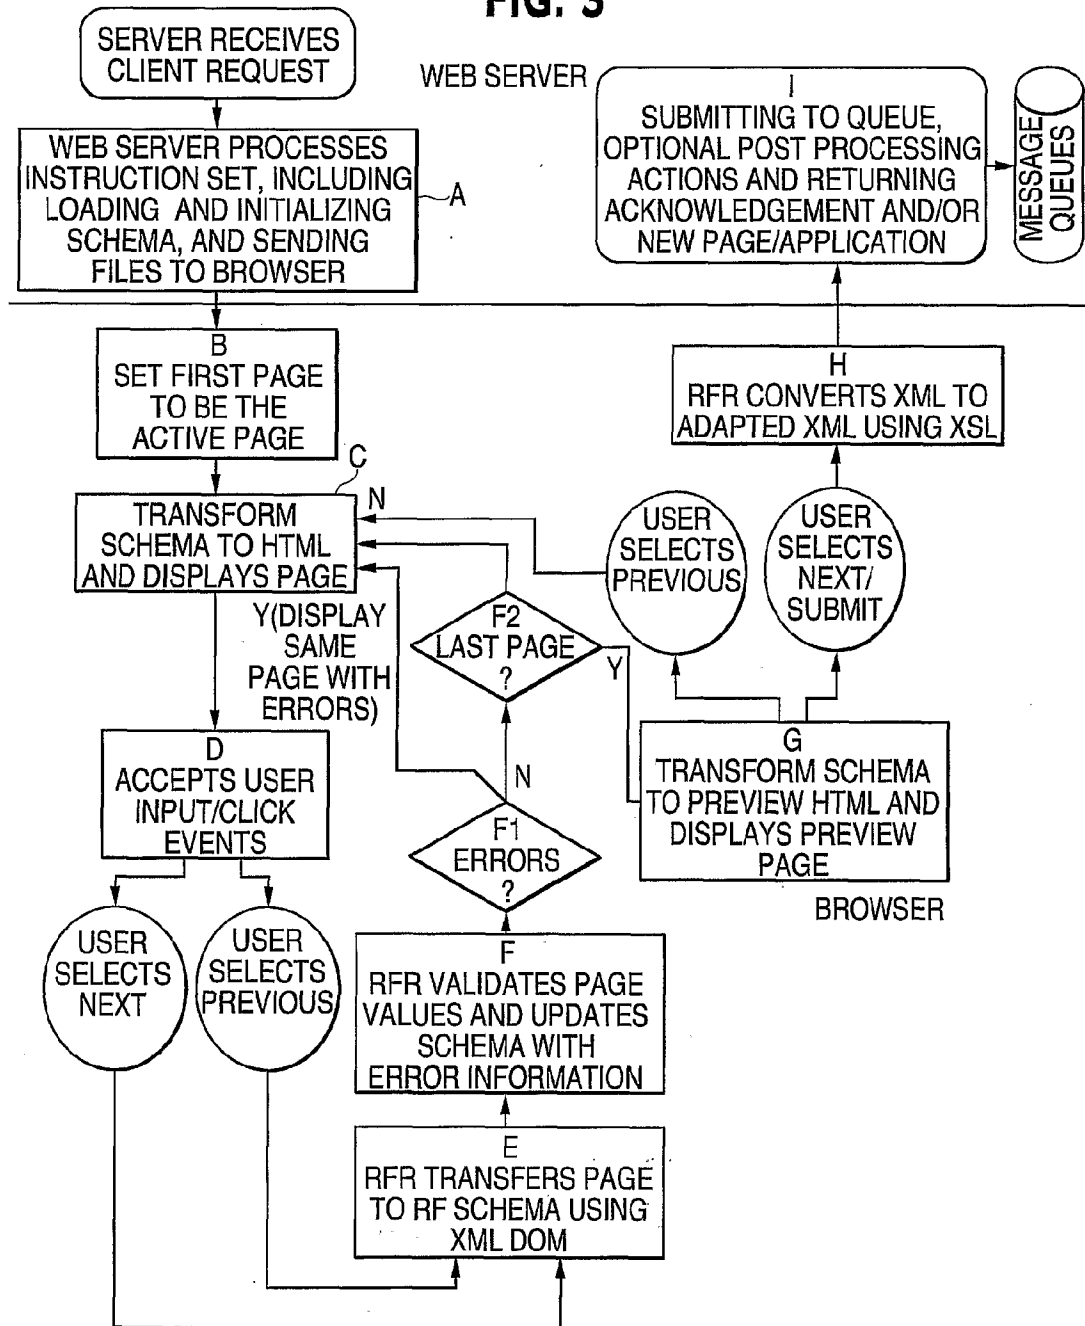 FIG. 3
SERVER RECEIVES
CLIENT REQUEST
WEB SERVER
WEB SERVER PROCESSES
INSTRUCTION SET, INCLUDING
LOADING AND INITIALIZING
SCHEMA, AND SENDING
FILES TO BROWSER
A
I
SUBMITTING TO QUEUE,
OPTIONAL POST PROCESSING
ACTIONS AND RETURNING
ACKNOWLEDGEMENT AND/OR
NEW PAGE/APPLICATION
MESSAGE
QUEUES
B
SET FIRST PAGE
TO BE THE
ACTIVE PAGE
H
RFR CONVERTS XML TO
ADAPTED XML USING XSL
C
TRANSFORM
SCHEMA TO HTML
AND DISPLAYS PAGE
N
USER
SELECTS
PREVIOUS
USER
SELECTS
NEXT/
SUBMIT
Y(DISPLAY
SAME
PAGE WITH
ERRORS)
F2
LAST PAGE
?
Y
D
ACCEPTS USER
INPUT/CLICK
EVENTS
N
G
TRANSFORM SCHEMA
TO PREVIEW HTML AND
DISPLAYS PREVIEW
PAGE
F1
ERRORS
?
BROWSER
USER
SELECTS
NEXT
USER
SELECTS
PREVIOUS
F
RFR VALIDATES PAGE
VALUES AND UPDATES
SCHEMA WITH
ERROR INFORMATION
E
RFR TRANSFERS PAGE
TO RF SCHEMA USING
XML DOM